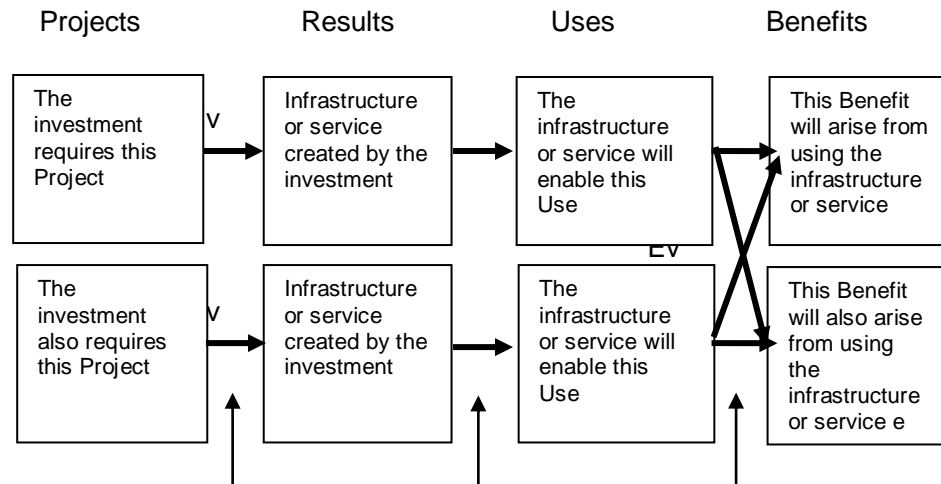 Projects Results Uses Benefits
The
investment
requires this
Project
v
Infrastructure
or service
created by the
investment
The
infrastructure
or service will
enable this
Use
This Benefit
will arise from
using the
infrastructure
or service
Ev
The
investment
also requires
this Project
v
Infrastructure
or service
created by the
investment
The
infrastructure
or service will
enable this
Use
This Benefit
will also arise
from using
the
infrastructure
or service e